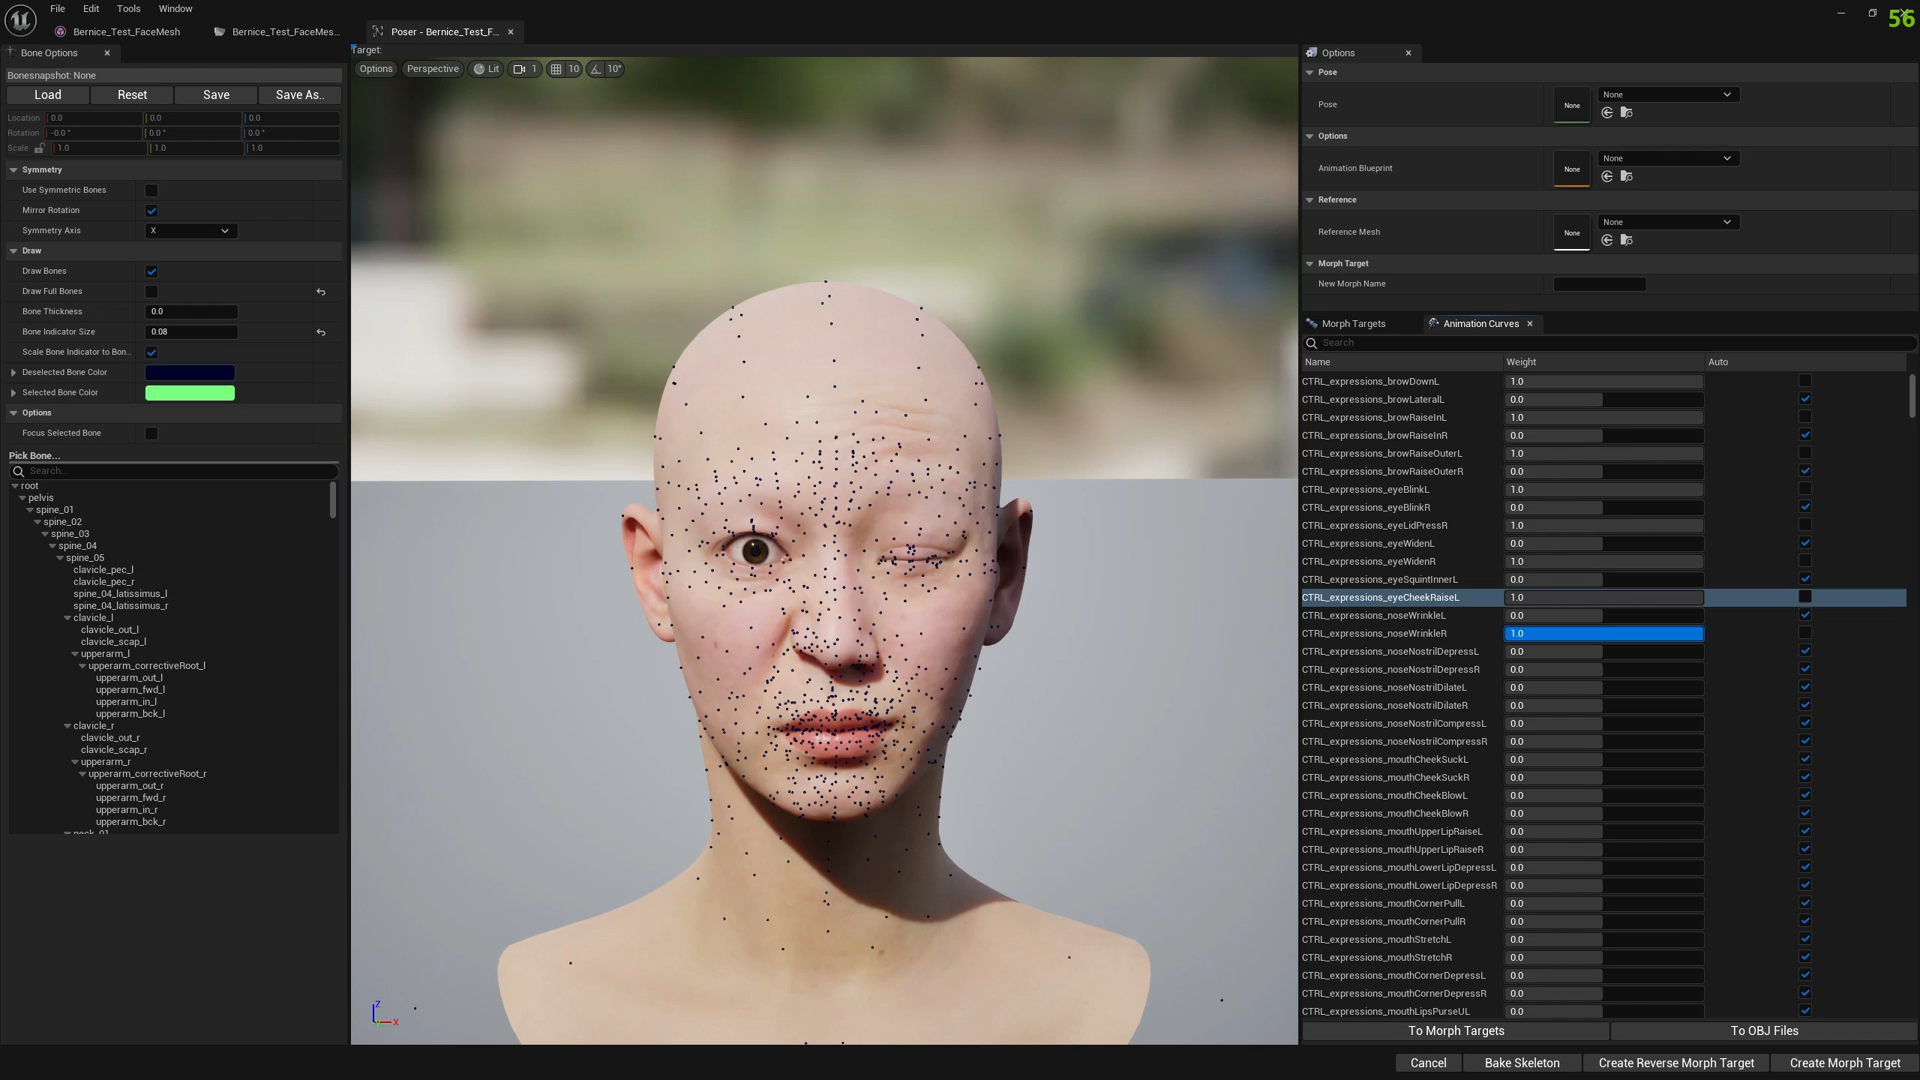 File Edit Tools Window
56
Bernice_Test_FaceMesh
Bernice_Test_FaceMes...
Poser - Bernice_Test_F...
Bone Options
Target:
Options
Bonesnapshot: None
Load Reset Save Save As..
Location 0.0 0.0 0.0
Rotation -0.0 ° 0.0 ° 0.0 °
Scale 1.0 1.0 1.0
Symmetry
Use Symmetric Bones
Mirror Rotation
Symmetry Axis X
Draw
Draw Bones
Draw Full Bones
Bone Thickness 0.0
Bone Indicator Size 0.08
Scale Bone Indicator to Bon...
Deselected Bone Color
Selected Bone Color
Options
Focus Selected Bone
Pick Bone...
Search...
root
pelvis
spine_01
spine_02
spine_03
spine_04
spine_05
clavicle_pec_l
clavicle_pec_r
spine_04_latissimus_l
spine_04_latissimus_r
clavicle_l
clavicle_out_l
clavicle_scap_l
upperarm_l
upperarm_correctiveRoot_l
upperarm_out_l
upperarm_fwd_l
upperarm_in_l
upperarm_bck_l
clavicle_r
clavicle_out_r
clavicle_scap_r
upperarm_r
upperarm_correctiveRoot_r
upperarm_out_r
upperarm_fwd_r
upperarm_in_r
upperarm_bck_r
neck_01
Options Perspective Lit 1 10 10°
Z
X
Pose
Pose None None
Options
Animation Blueprint None None
Reference
Reference Mesh None None
Morph Target
New Morph Name
Morph Targets Animation Curves
Search
Name Weight Auto
CTRL_expressions_browDownL 1.0
CTRL_expressions_browLateralL 0.0
CTRL_expressions_browRaiseInL 1.0
CTRL_expressions_browRaiseInR 0.0
CTRL_expressions_browRaiseOuterL 1.0
CTRL_expressions_browRaiseOuterR 0.0
CTRL_expressions_eyeBlinkL 1.0
CTRL_expressions_eyeBlinkR 0.0
CTRL_expressions_eyeLidPressR 1.0
CTRL_expressions_eyeWidenL 0.0
CTRL_expressions_eyeWidenR 1.0
CTRL_expressions_eyeSquintInnerL 0.0
CTRL_expressions_eyeCheekRaiseL 1.0
CTRL_expressions_noseWrinkleL 0.0
CTRL_expressions_noseWrinkleR 1.0
CTRL_expressions_noseNostrilDepressL 0.0
CTRL_expressions_noseNostrilDepressR 0.0
CTRL_expressions_noseNostrilDilateL 0.0
CTRL_expressions_noseNostrilDilateR 0.0
CTRL_expressions_noseNostrilCompressL 0.0
CTRL_expressions_noseNostrilCompressR 0.0
CTRL_expressions_mouthCheekSuckL 0.0
CTRL_expressions_mouthCheekSuckR 0.0
CTRL_expressions_mouthCheekBlowL 0.0
CTRL_expressions_mouthCheekBlowR 0.0
CTRL_expressions_mouthUpperLipRaiseL 0.0
CTRL_expressions_mouthUpperLipRaiseR 0.0
CTRL_expressions_mouthLowerLipDepressL 0.0
CTRL_expressions_mouthLowerLipDepressR 0.0
CTRL_expressions_mouthCornerPullL 0.0
CTRL_expressions_mouthCornerPullR 0.0
CTRL_expressions_mouthStretchL 0.0
CTRL_expressions_mouthStretchR 0.0
CTRL_expressions_mouthCornerDepressL 0.0
CTRL_expressions_mouthCornerDepressR 0.0
CTRL_expressions_mouthLipsPurseUL 0.0
To Morph Targets To OBJ Files
Cancel Bake Skeleton Create Reverse Morph Target Create Morph Target